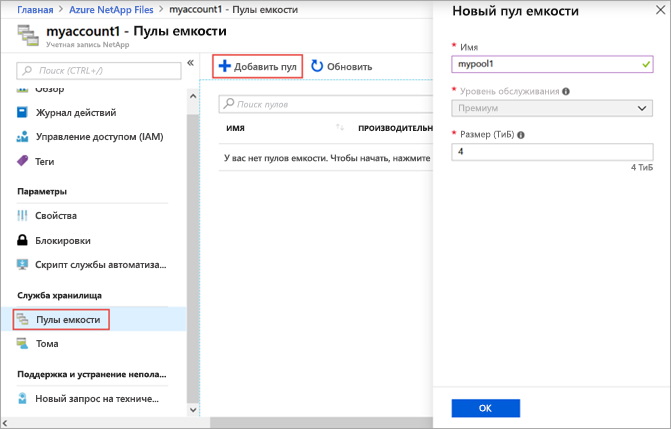 Главная > Azure NetApp Files > myaccount1 - Пулы емкости
myaccount1 - Пулы емкости
Учетная запись NetApp
Поиск (CTRL+/)
Обзор
Журнал действий
Управление доступом (IAM)
Теги
Параметры
Свойства
Блокировки
Скрипт службы автоматиза...
Служба хранилища
Пулы емкости
Тома
Поддержка и устранение непола...
Новый запрос на техниче...
Добавить пул
Обновить
Поиск пулов
ИМЯ
ПРОИЗВОДИТЕЛЬН
У вас нет пулов емкости. Чтобы начать, нажмите
Новый пул емкости
* Имя
mypool1
* Уровень обслуживания
Премиум
* Размер (ТиБ)
4
4 ТиБ
ОК